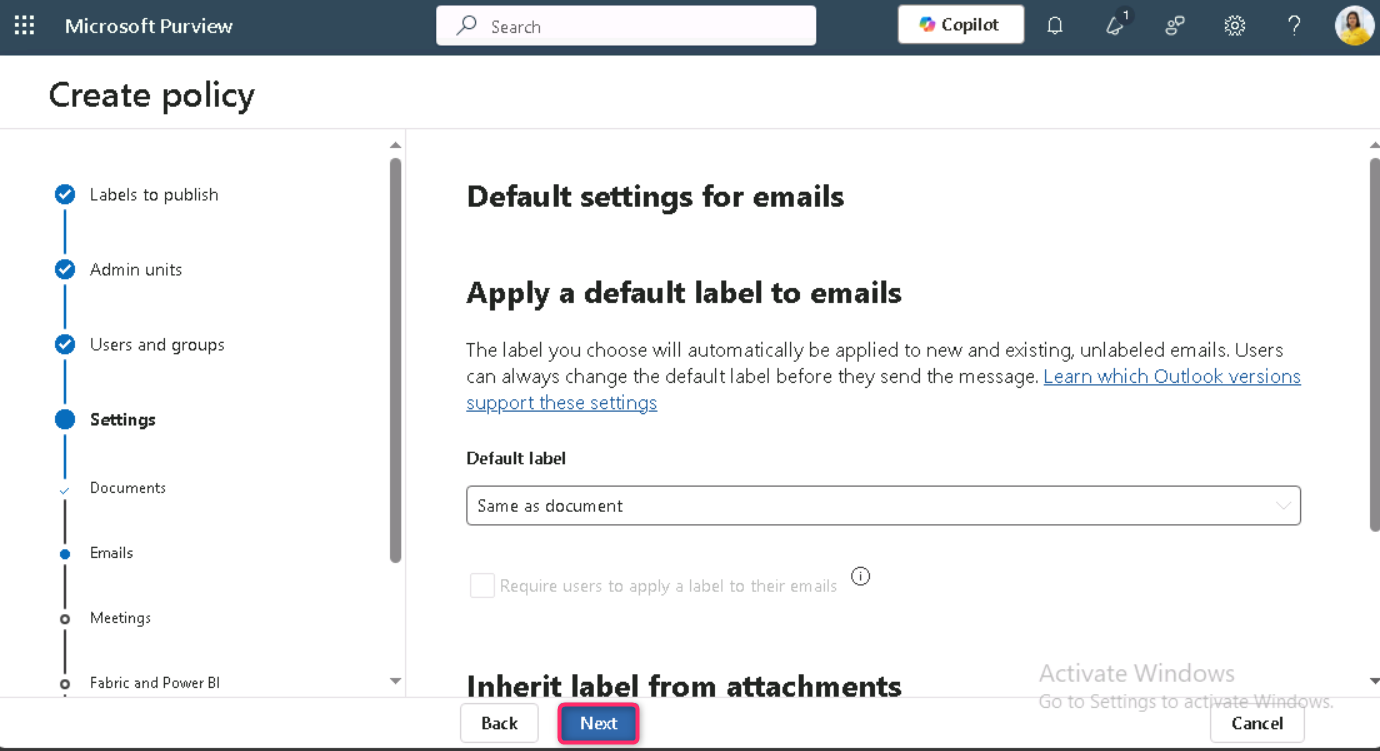 Microsoft Purview
Search
Copilot
1
Create policy
Labels to publish
Admin units
Users and groups
Settings
Documents
Emails
Meetings
Fabric and Power BI
Default settings for emails
Apply a default label to emails
The label you choose will automatically be applied to new and existing, unlabeled emails. Users
can always change the default label before they send the message. Learn which Outlook versions
support these settings
Default label
Same as document
Require users to apply a label to their emails
Inherit label from attachments
Activate Windows
Go to Settings to activate Windows.
Back
Next
Cancel